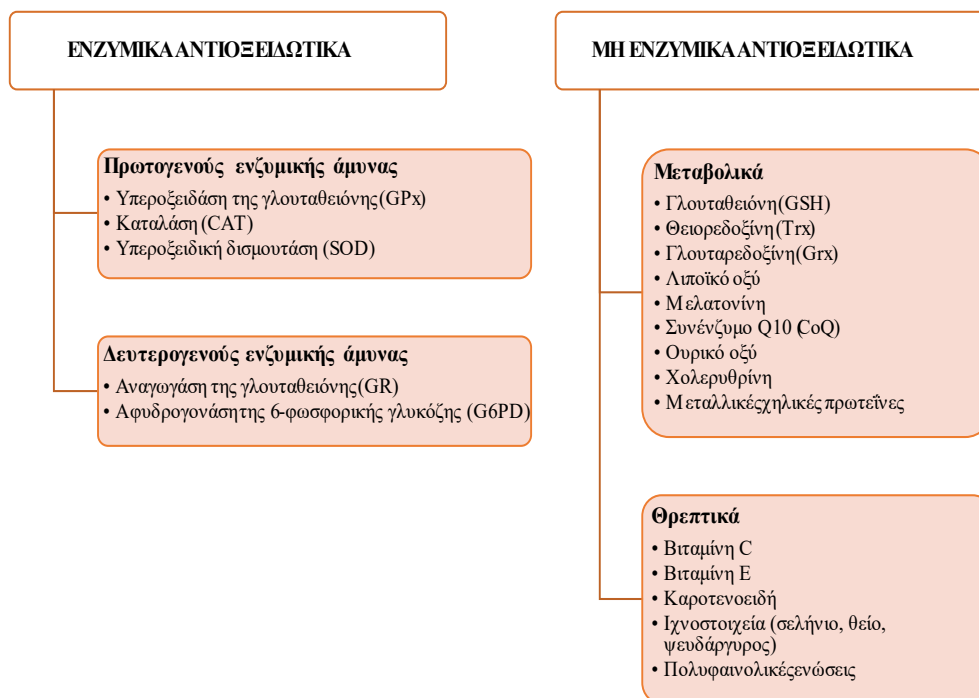 ΕΝΖΥΜΙΚΑ ΑΝΤΙΟΞΕΙΔΩΤΙΚΑ
Πρωτογενούς ενζυμικής άμυνας
• Υπεροξειδάση της γλουταθειόνης (GPx)
• Καταλάση (CAT)
• Υπεροξειδική δισμουτάση (SOD)
Δευτερογενούς ενζυμικής άμυνας
• Αναγωγάση της γλουταθειόνης (GR)
• Αφυδρογονάση της 6-φωσφορικής γλυκόζης (G6PD)
ΜΗ ΕΝΖΥΜΙΚΑ ΑΝΤΙΟΞΕΙΔΩΤΙΚΑ
Μεταβολικά
• Γλουταθειόνη (GSH)
• Θειορεδοξίνη (Trx)
• Γλουταρεδοξίνη (Grx)
• Λιποϊκό οξύ
• Μελατονίνη
• Συνένζυμο Q10 (CoQ)
• Ουρικό οξύ
• Χολερυθρίνη
• Μεταλλικές χηλικές πρωτεΐνες
Θρεπτικά
• Βιταμίνη C
• Βιταμίνη E
• Καροτενοειδή
• Ιχνοστοιχεία (σελήνιο, θείο,
ψευδάργυρος)
• Πολυφαινολικές ενώσεις